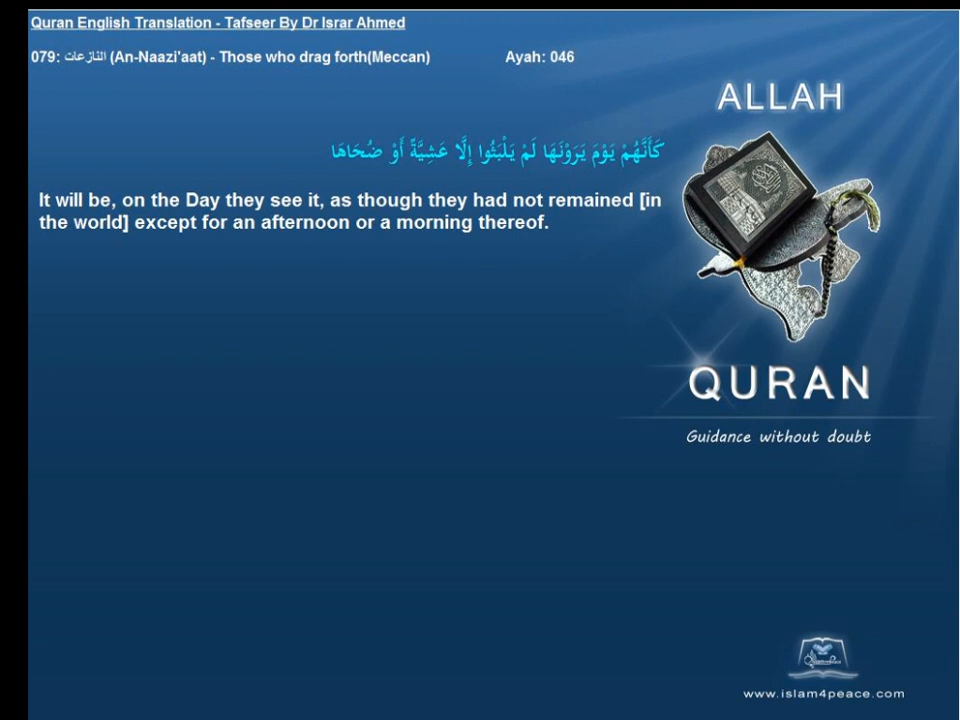 Quran English Translation - Tafseer By Dr Israr Ahmed
079: النازعات (An-Naazi'aat) - Those who drag forth(Meccan) Ayah: 046
ALLAH
كَأَنَّهُمْ يَوْمَ يَرَوْنَهَا لَمْ يَلْبَثُوا إِلَّا عَشِيَّةً أَوْ ضُحَاهَا
It will be, on the Day they see it, as though they had not remained [in
the world] except for an afternoon or a morning thereof.
QURAN
Guidance without doubt
www.islam4peace.com